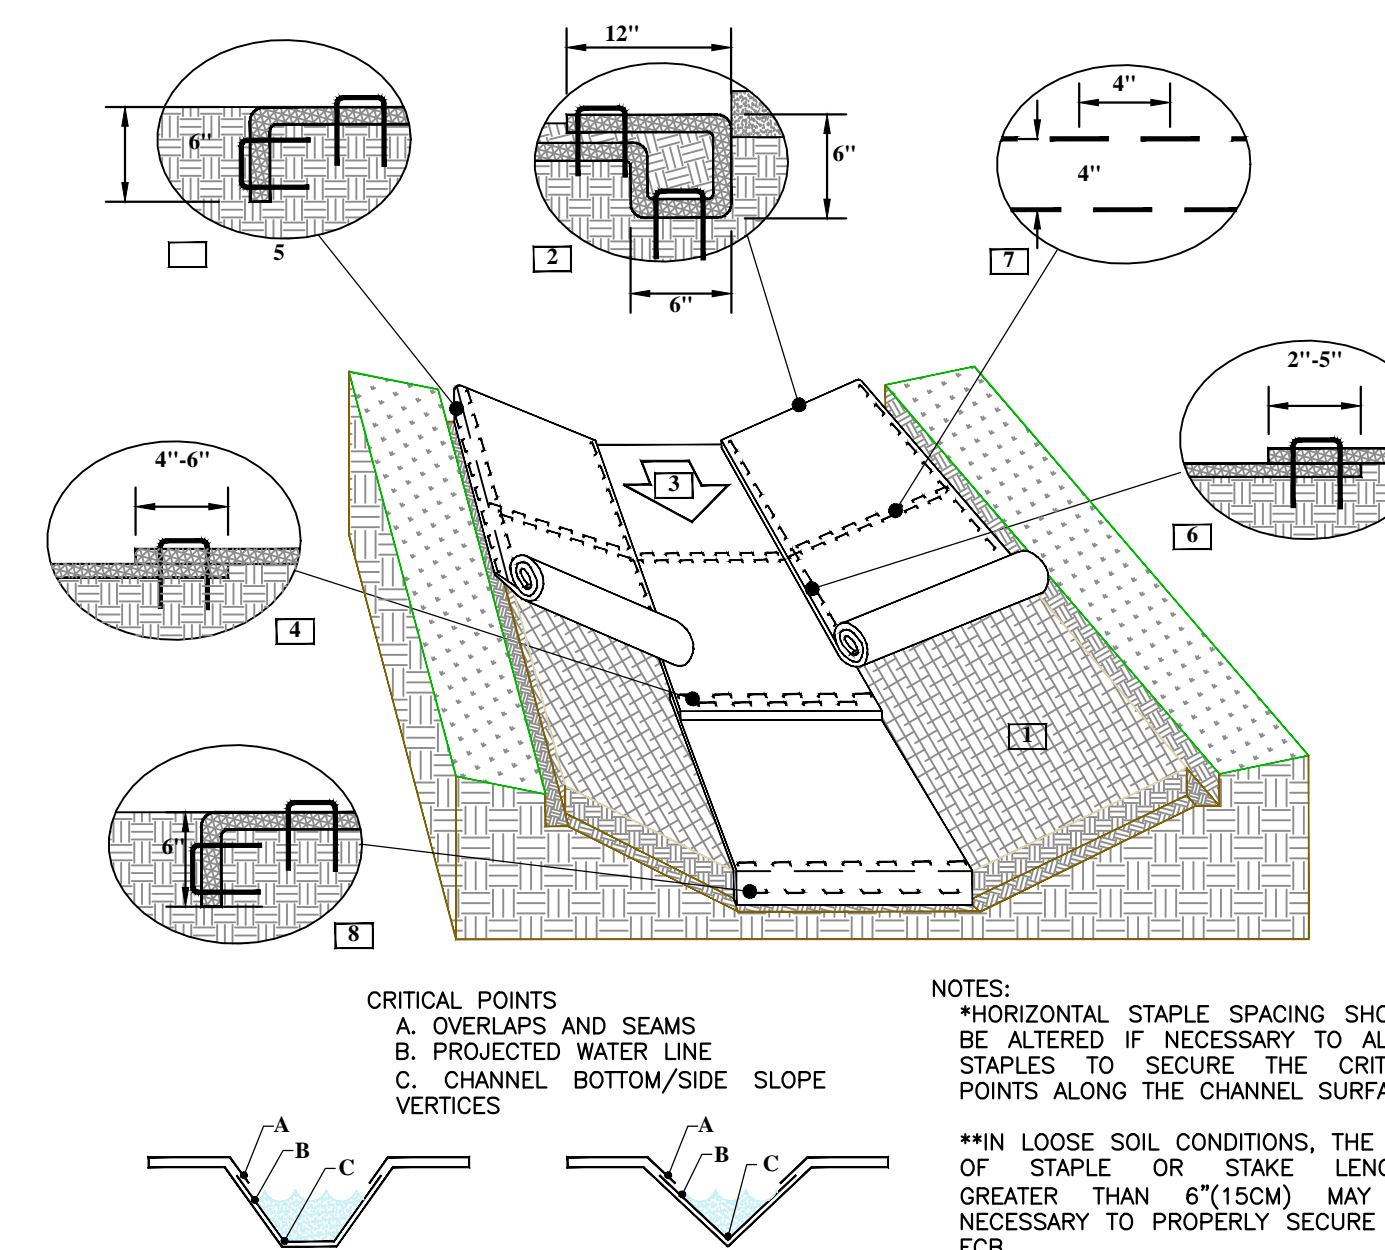 12"
6"
5
6"
2
6"
4"
4"
7
2"-5"
6
4"-6"
4
3
1
6"
8
CRITICAL POINTS
A. OVERLAPS AND SEAMS
B. PROJECTED WATER LINE
C. CHANNEL BOTTOM/SIDE SLOPE
VERTICES
A
B
C
A
B
C
NOTES:
*HORIZONTAL STAPLE SPACING
BE ALTERED IF NECESSARY TO
STAPLES TO SECURE THE
POINTS ALONG THE CHANNEL
**IN LOOSE SOIL CONDITIONS, THE
OF STAPLE OR STAKE
GREATER THAN 6"(15CM) MAY
NECESSARY TO PROPERLY SECURE